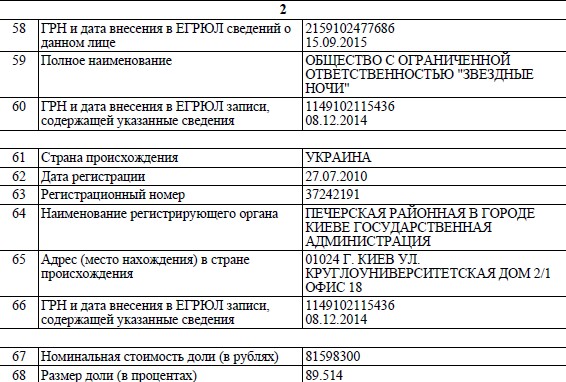 2
58 ГРН и дата внесения в ЕГРЮЛ сведений о 2159102477686
данном лице 15.09.2015
59 Полное наименование ОБЩЕСТВО С ОГРАНИЧЕННОЙ
ОТВЕТСТВЕННОСТЬЮ "ЗВЕЗДНЫЕ
НОЧИ"
60 ГРН и дата внесения в ЕГРЮЛ записи, 1149102115436
содержащей указанные сведения 08.12.2014
61 Страна происхождения УКРАИНА
62 Дата регистрации 27.07.2010
63 Регистрационный номер 37242191
64 Наименование регистрирующего органа ПЕЧЕРСКАЯ РАЙОННАЯ В ГОРОДЕ
КИЕВЕ ГОСУДАРСТВЕННАЯ
АДМИНИСТРАЦИЯ
65 Адрес (место нахождения) в стране 01024 Г. КИЕВ УЛ.
происхождения КРУГЛОУНИВЕРСИТЕТСКАЯ ДОМ 2/1
ОФИС 18
66 ГРН и дата внесения в ЕГРЮЛ записи, 1149102115436
содержащей указанные сведения 08.12.2014
67 Номинальная стоимость доли (в рублях) 81598300
68 Размер доли (в процентах) 89.514